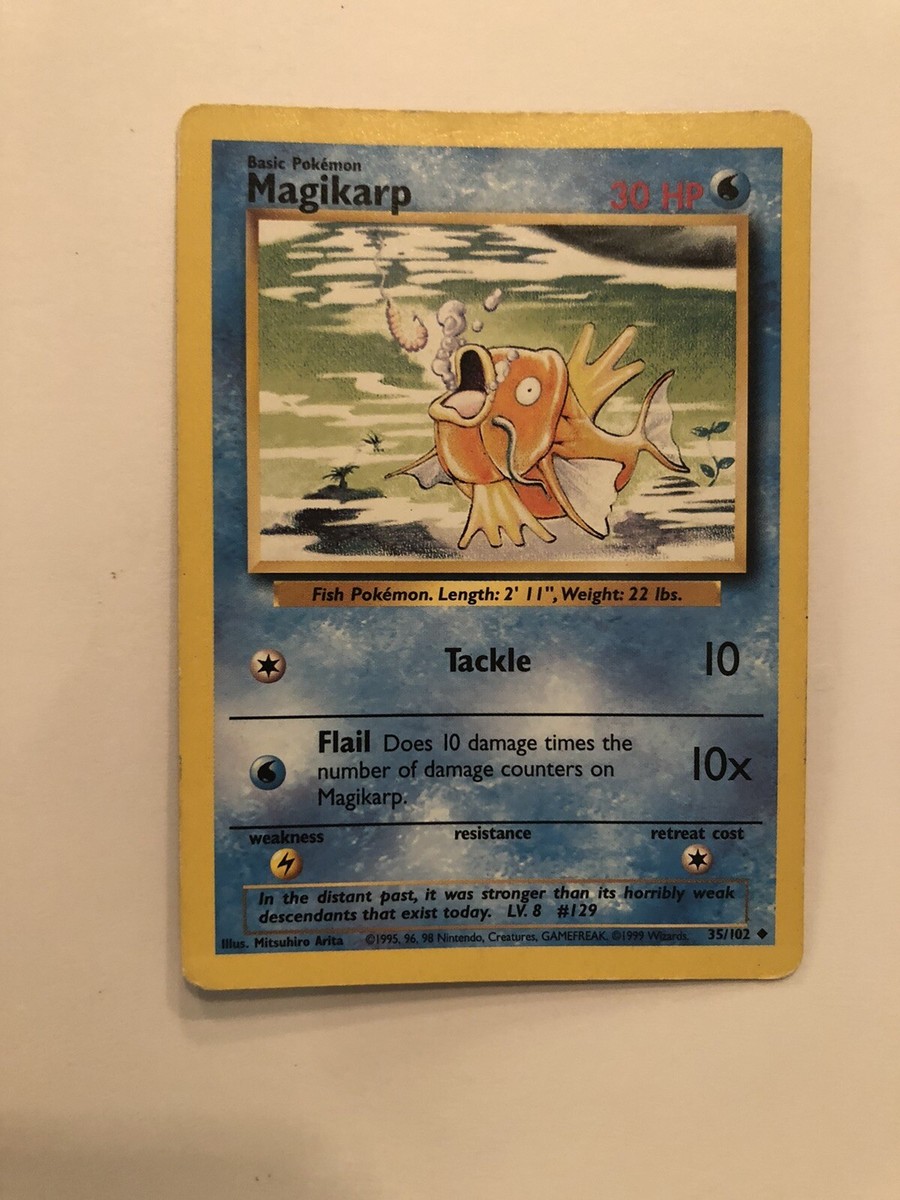 Basic Pokémon
Magikarp
30 HP
Fish Pokémon. Length: 2' 11", Weight: 22 lbs.
Tackle 10
Flail Does 10 damage times the
number of damage counters on
Magikarp.
10x
weakness resistance retreat cost
In the distant past, it was stronger than its horribly weak
descendants that exist today. LV. 8 #129
Illus. Mitsuhiro Arita ©1995, 96, 98 Nintendo, Creatures, GAMEFREAK. ©1999 Wizards. 35/102